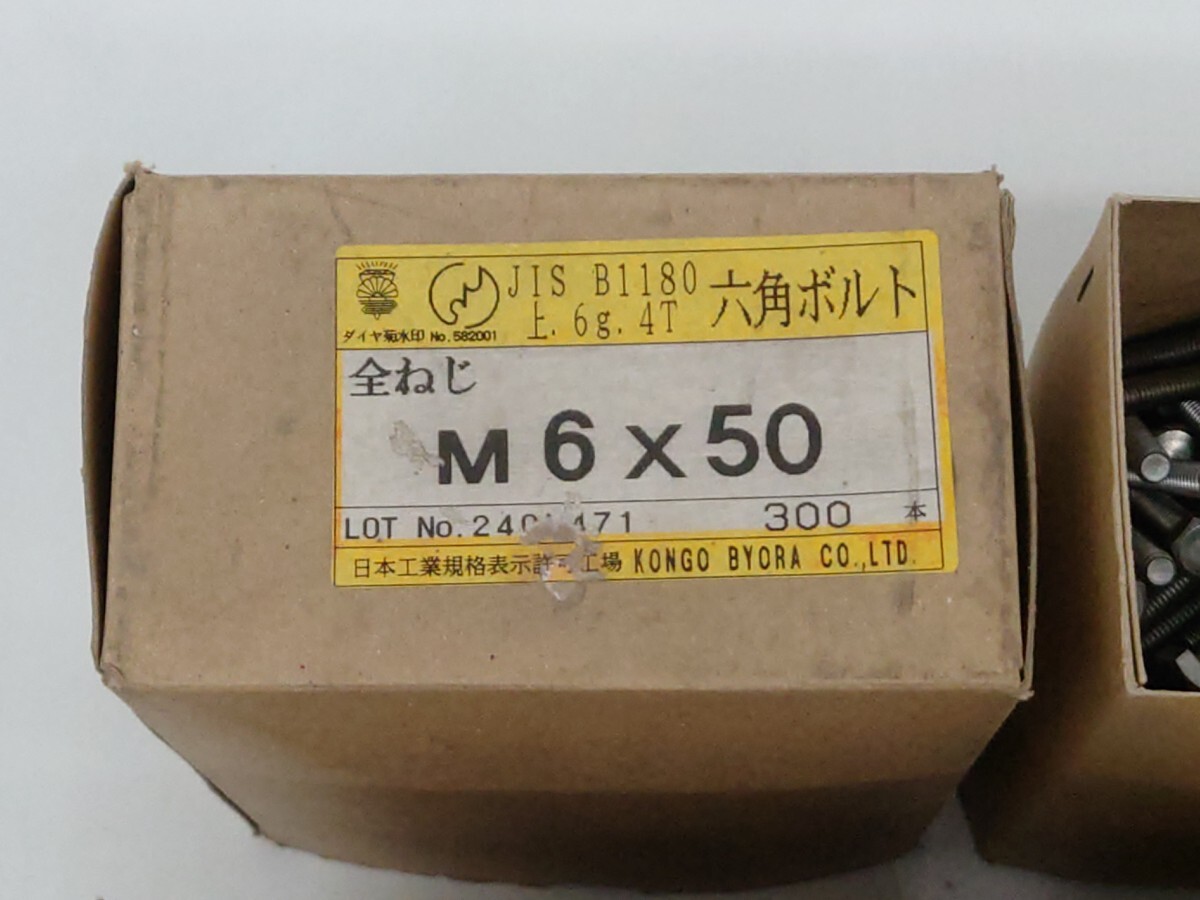 JIS B1180 六角ボルト
上. 6g. 4T
ダイヤ菊水印 No.582001
全ねじ
M 6 x 50
LOT No. 300 本
日本工業規格表示許可工場 KONGO BYORA CO.,LTD.